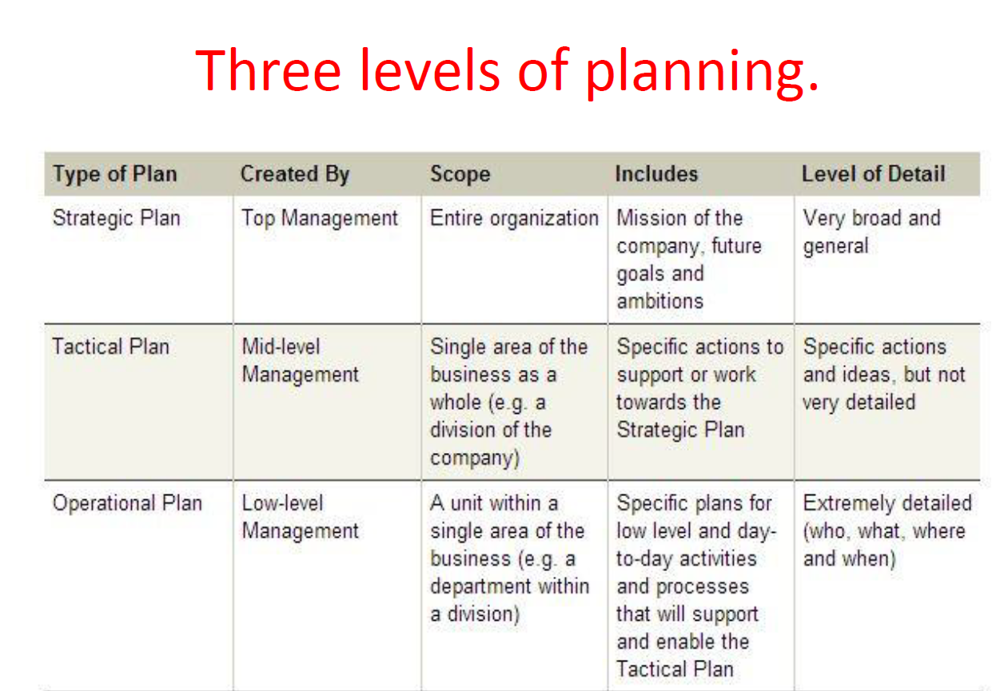 Three levels of planning.
Type of Plan Created By Scope Includes Level of Detail
Strategic Plan Top Management Entire organization Mission of the Very broad and
company, future general
goals and
ambitions
Tactical Plan Mid-level Single area of the Specific actions to Specific actions
Management business as a support or work and ideas, but not
whole (e.g. a towards the very detailed
division of the Strategic Plan
company)
Operational Plan Low-level A unit within a Specific plans for Extremely detailed
Management single area of the low level and day- (who, what, where
business (e.g. a to-day activities and when)
department within and processes
a division) that will support
and enable the
Tactical Plan